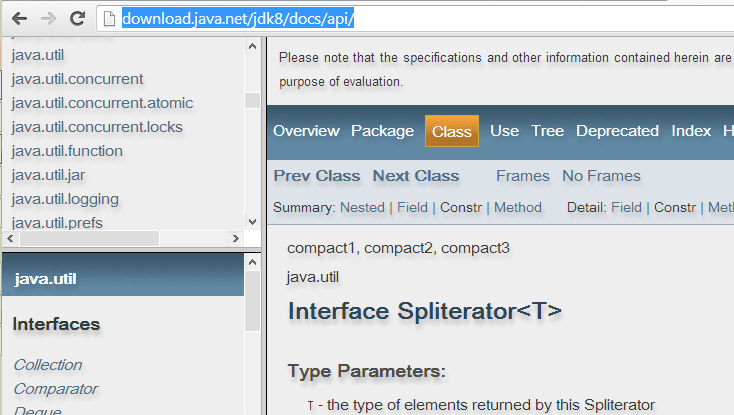 download.java.net/jdk8/docs/api/
java.util
java.util.concurrent
java.util.concurrent.atomic
java.util.concurrent.locks
java.util.function
java.util.jar
java.util.logging
java.util.prefs
java.util
Interfaces
Collection
Comparator
Deque
Please note that the specifications and other information contained herein are
purpose of evaluation.
Overview Package Class Use Tree Deprecated Index H
Prev Class Next Class Frames No Frames
Summary: Nested | Field | Constr | Method Detail: Field | Constr | Met
compact1, compact2, compact3
java.util
Interface Spliterator<T>
Type Parameters:
T - the type of elements returned by this Spliterator